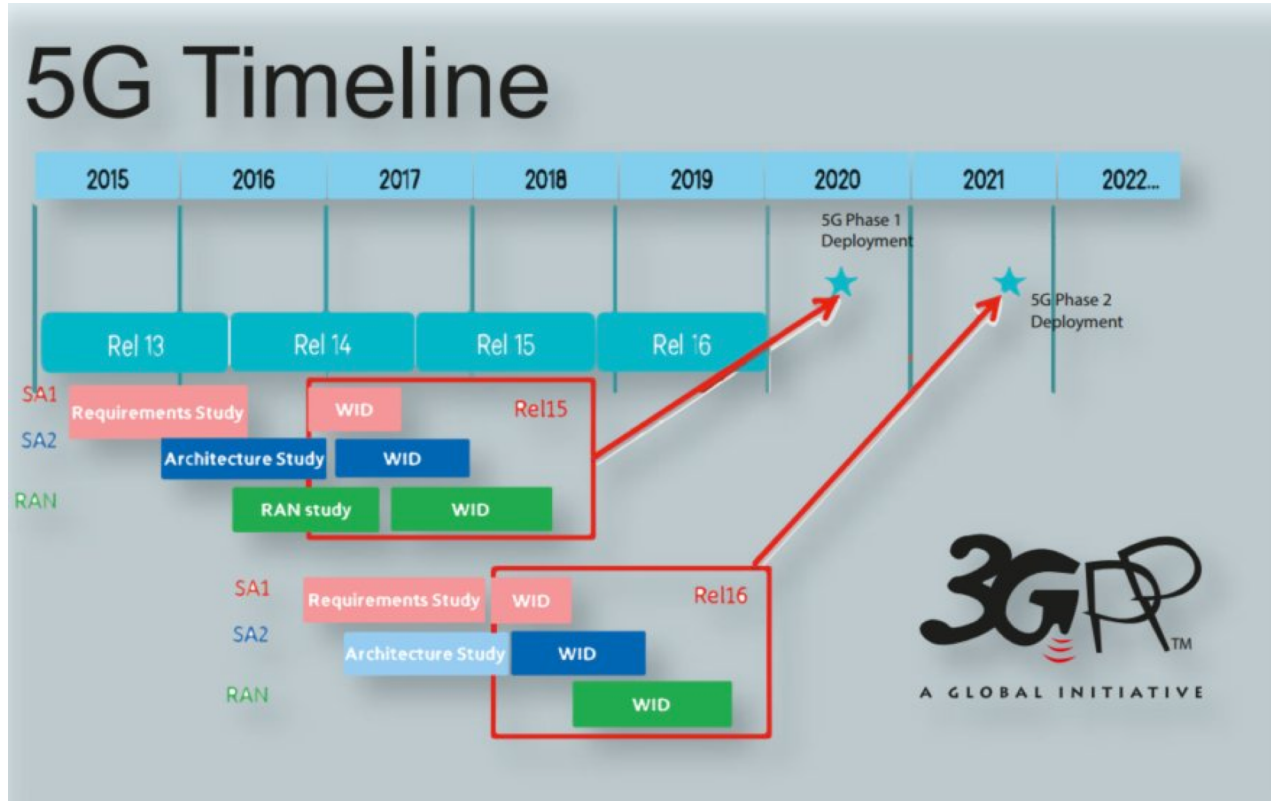 5G Timeline
2015 2016 2017 2018 2019 2020 2021 2022...
5G Phase 1
Deployment
5G Phase 2
Deployment
Rel 13 Rel 14 Rel 15 Rel 16
SA1 Requirements Study WID Rel15
SA2 Architecture Study WID
RAN RAN study WID
SA1 Requirements Study WID Rel16
SA2 Architecture Study WID
RAN WID
3GPP TM
A GLOBAL INITIATIVE